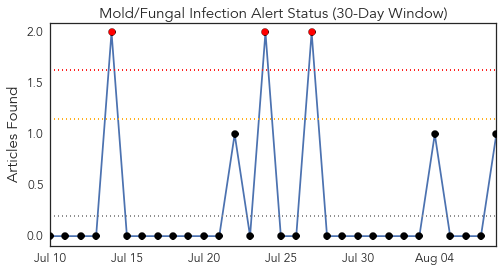 Mold/Fungal Infection Alert Status (30-Day Window)
Articles Found
2.0
1.5
1.0
0.5
0.0
Jul 10
Jul 15
Jul 20
Jul 25
Jul 30
Aug 04